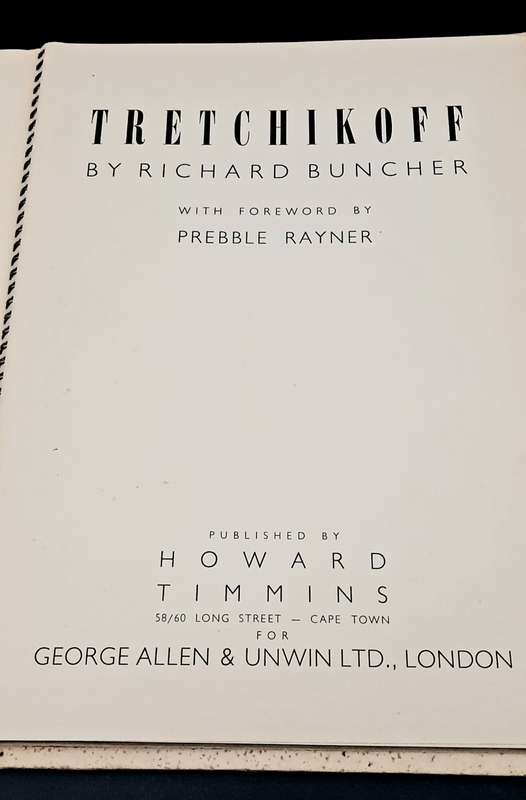 TRETCHIKOFF
BY RICHARD BUNCHER
WITH FOREWORD BY
PREBBLE RAYNER
PUBLISHED BY
HOWARD
TIMMINS
58/60 LONG STREET — CAPE TOWN
FOR
GEORGE ALLEN & UNWIN LTD., LONDON